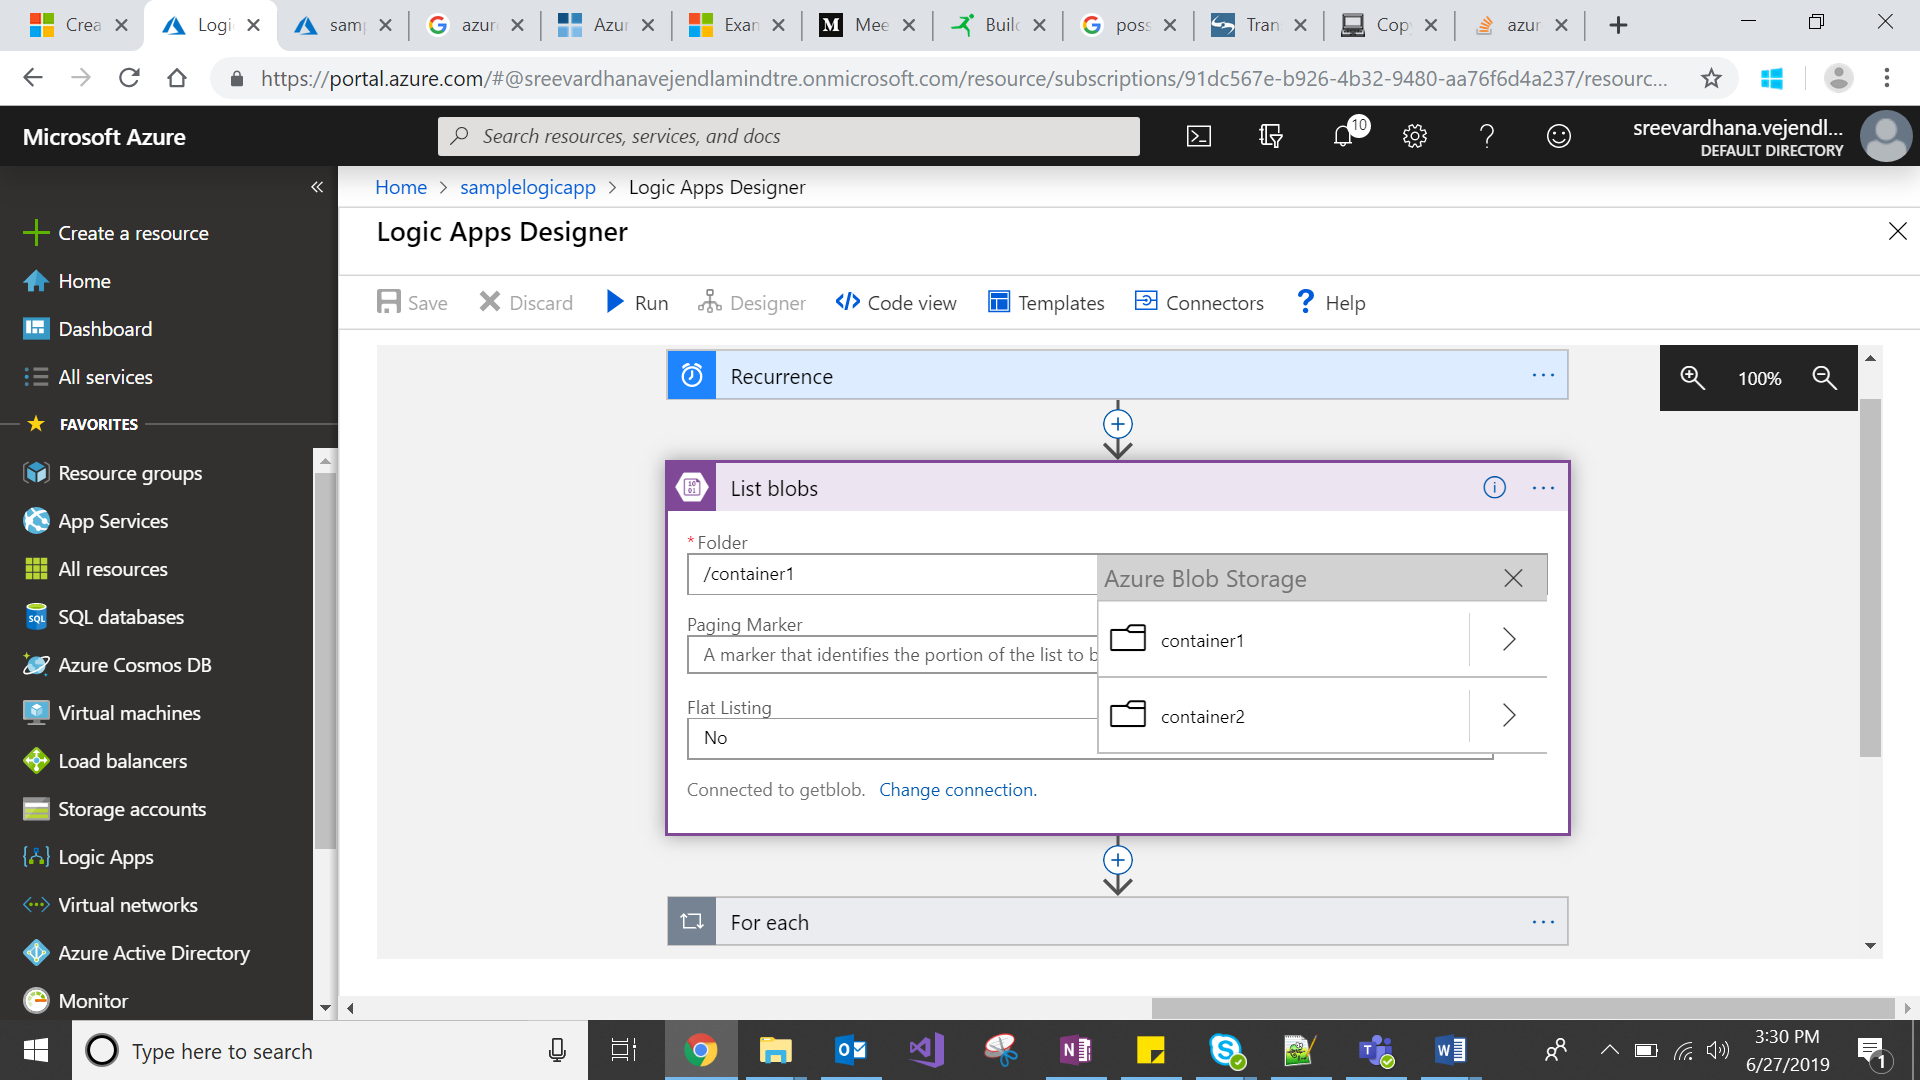 Crea
Logi
samp
azur
Azur
Exan
Mee
Builc
poss
Tran
Cop
azur
https://portal.azure.com/#@sreevardhanavejendlamindtre.onmicrosoft.com/resource/subscriptions/91dc567e-b926-4b32-9480-aa76f6d4a237/resourc...
Microsoft Azure
Search resources, services, and docs
10
sreevardhana.vejendl...
DEFAULT DIRECTORY
Home > samplelogicapp > Logic Apps Designer
Logic Apps Designer
Save
Discard
Run
Designer
Code view
Templates
Connectors
Help
Create a resource
Home
Dashboard
All services
FAVORITES
Resource groups
App Services
All resources
SQL databases
Azure Cosmos DB
Virtual machines
Load balancers
Storage accounts
Logic Apps
Virtual networks
Azure Active Directory
Monitor
Recurrence
100%
List blobs
* Folder
/container1
Azure Blob Storage
container1
container2
Paging Marker
A marker that identifies the portion of the list to b
Flat Listing
No
Connected to getblob. Change connection.
For each
Type here to search
3:30 PM
6/27/2019
1